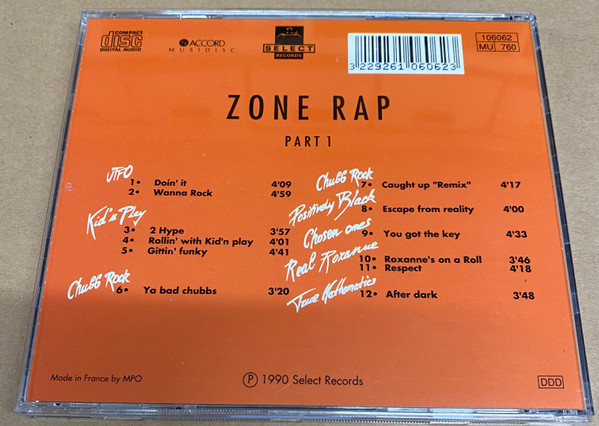 COMPACT
disc
DIGITAL AUDIO
ACCORD
MUSIDISC
SELECT
RECORDS
3 229261 060623
106062
MU 760
ZONE RAP
PART 1
UTFO
1• Doin' it 4'09
2• Wanna Rock 4'59
Kid'n Play
3• 2 Hype 3'57
4• Rollin' with Kid'n play 4'01
5• Gittin' funky 4'41
Chubb Rock
6• Ya bad chubbs 3'20
Chubb Rock
7• Caught up "Remix" 4'17
Positively Black
8• Escape from reality 4'00
Chosen ones
9• You got the key 4'33
Real Roxanne
10• Roxanne's on a Roll 3'46
11• Respect 4'18
True Mathematics
12• After dark 3'48
Made in France by MPO
Ⓟ 1990 Select Records
DDD